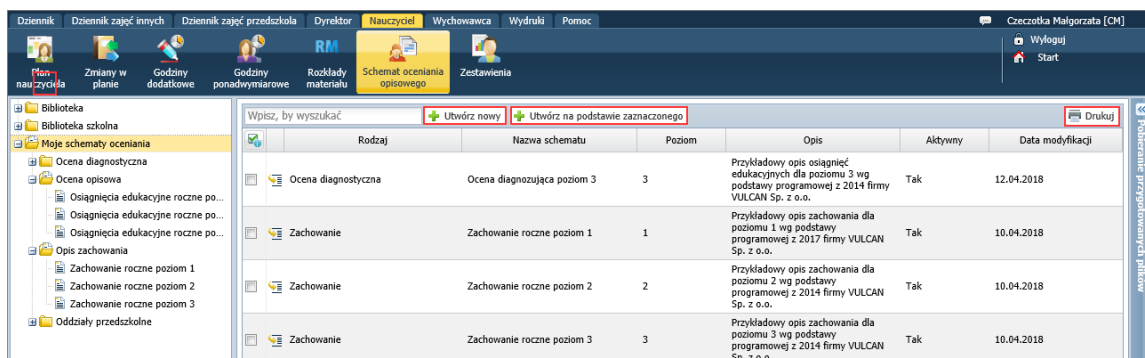 Dziennik Dziennik zajęć innych Dziennik zajęć przedszkola Dyrektor Nauczyciel Wychowawca Wydruki Pomoc Czeczotka Małgorzata [CM]
Plan nauczyciela
Zmiany w planie
Godziny dodatkowe
Godziny ponadwymiarowe
RM
Rozkłady materiału
Schemat oceniania opisowego
Zestawienia
Wyloguj
Start
Biblioteka
Biblioteka szkolna
Moje schematy oceniania
Ocena diagnostyczna
Ocena opisowa
Osiągnięcia edukacyjne roczne po...
Osiągnięcia edukacyjne roczne po...
Osiągnięcia edukacyjne roczne po...
Opis zachowania
Zachowanie roczne poziom 1
Zachowanie roczne poziom 2
Zachowanie roczne poziom 3
Oddziały przedszkolne
Wpisz, by wyszukać Utwórz nowy Utwórz na podstawie zaznaczonego Drukuj
Rodzaj Nazwa schematu Poziom Opis Aktywny Data modyfikacji
Ocena diagnostyczna Ocena diagnozująca poziom 3 3 Przykładowy opis osiągnięć
edukacyjnych dla poziomu 3 wg
podstawy programowej z 2014 firmy
VULCAN Sp. z o.o. Tak 12.04.2018
Zachowanie Zachowanie roczne poziom 1 1 Przykładowy opis zachowania dla
poziomu 1 wg podstawy
programowej z 2017 firmy VULCAN
Sp. z o.o. Tak 10.04.2018
Zachowanie Zachowanie roczne poziom 2 2 Przykładowy opis zachowania dla
poziomu 2 wg podstawy
programowej z 2014 firmy VULCAN
Sp. z o.o. Tak 10.04.2018
Zachowanie Zachowanie roczne poziom 3 3 Przykładowy opis zachowania dla
poziomu 3 wg podstawy
programowej z 2014 firmy VULCAN
Sp. z o.o. Tak 10.04.2018
Pobieranie przygotowanych plików